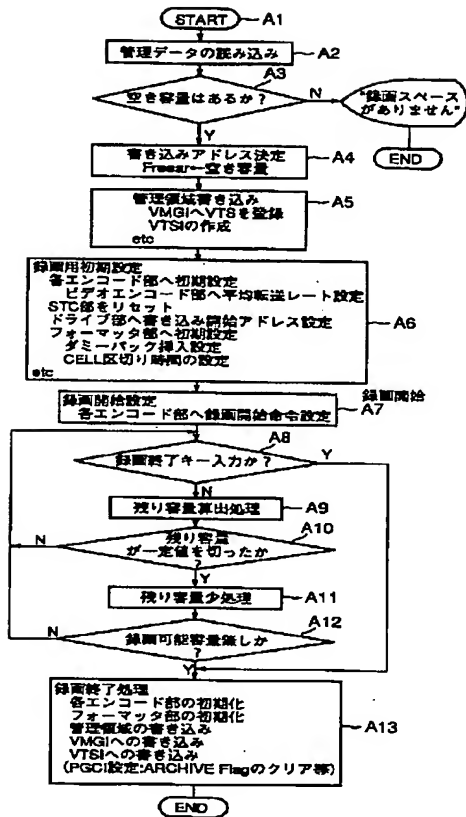 START
A1
管理データの読み込み
A2
A3
空き容量はあるか?
N
"録画スペース
がありません"
Y
END
書き込みアドレス決定
Freesar←空き容量
A4
管理領域書き込み
VMGIへVTSを登録
VTSIの作成
etc
A5
録画用初期設定
各エンコード部へ初期設定
ビデオエンコード部へ平均転送レート設定
STC部をリセット
ドライブ部へ書き込み開始アドレス設定
フォーマッタ部へ初期設定
ダミーパック挿入設定
CELL区切り時間の設定
etc
A6
録画開始設定
各エンコード部へ録画開始命令設定
録画開始
A7
A8
録画終了キー入力か?
Y
N
残り容量算出処理
A9
A10
残り容量
が一定値を切ったか
?
N
Y
残り容量少処理
A11
A12
録画可能容量無しか
?
N
Y
録画終了処理
各エンコード部の初期化
フォーマッタ部の初期化
管理領域の書き込み
VMGIへの書き込み
VTSIへの書き込み
(PGCI設定:ARCHIVE Flagのクリア等)
A13
END